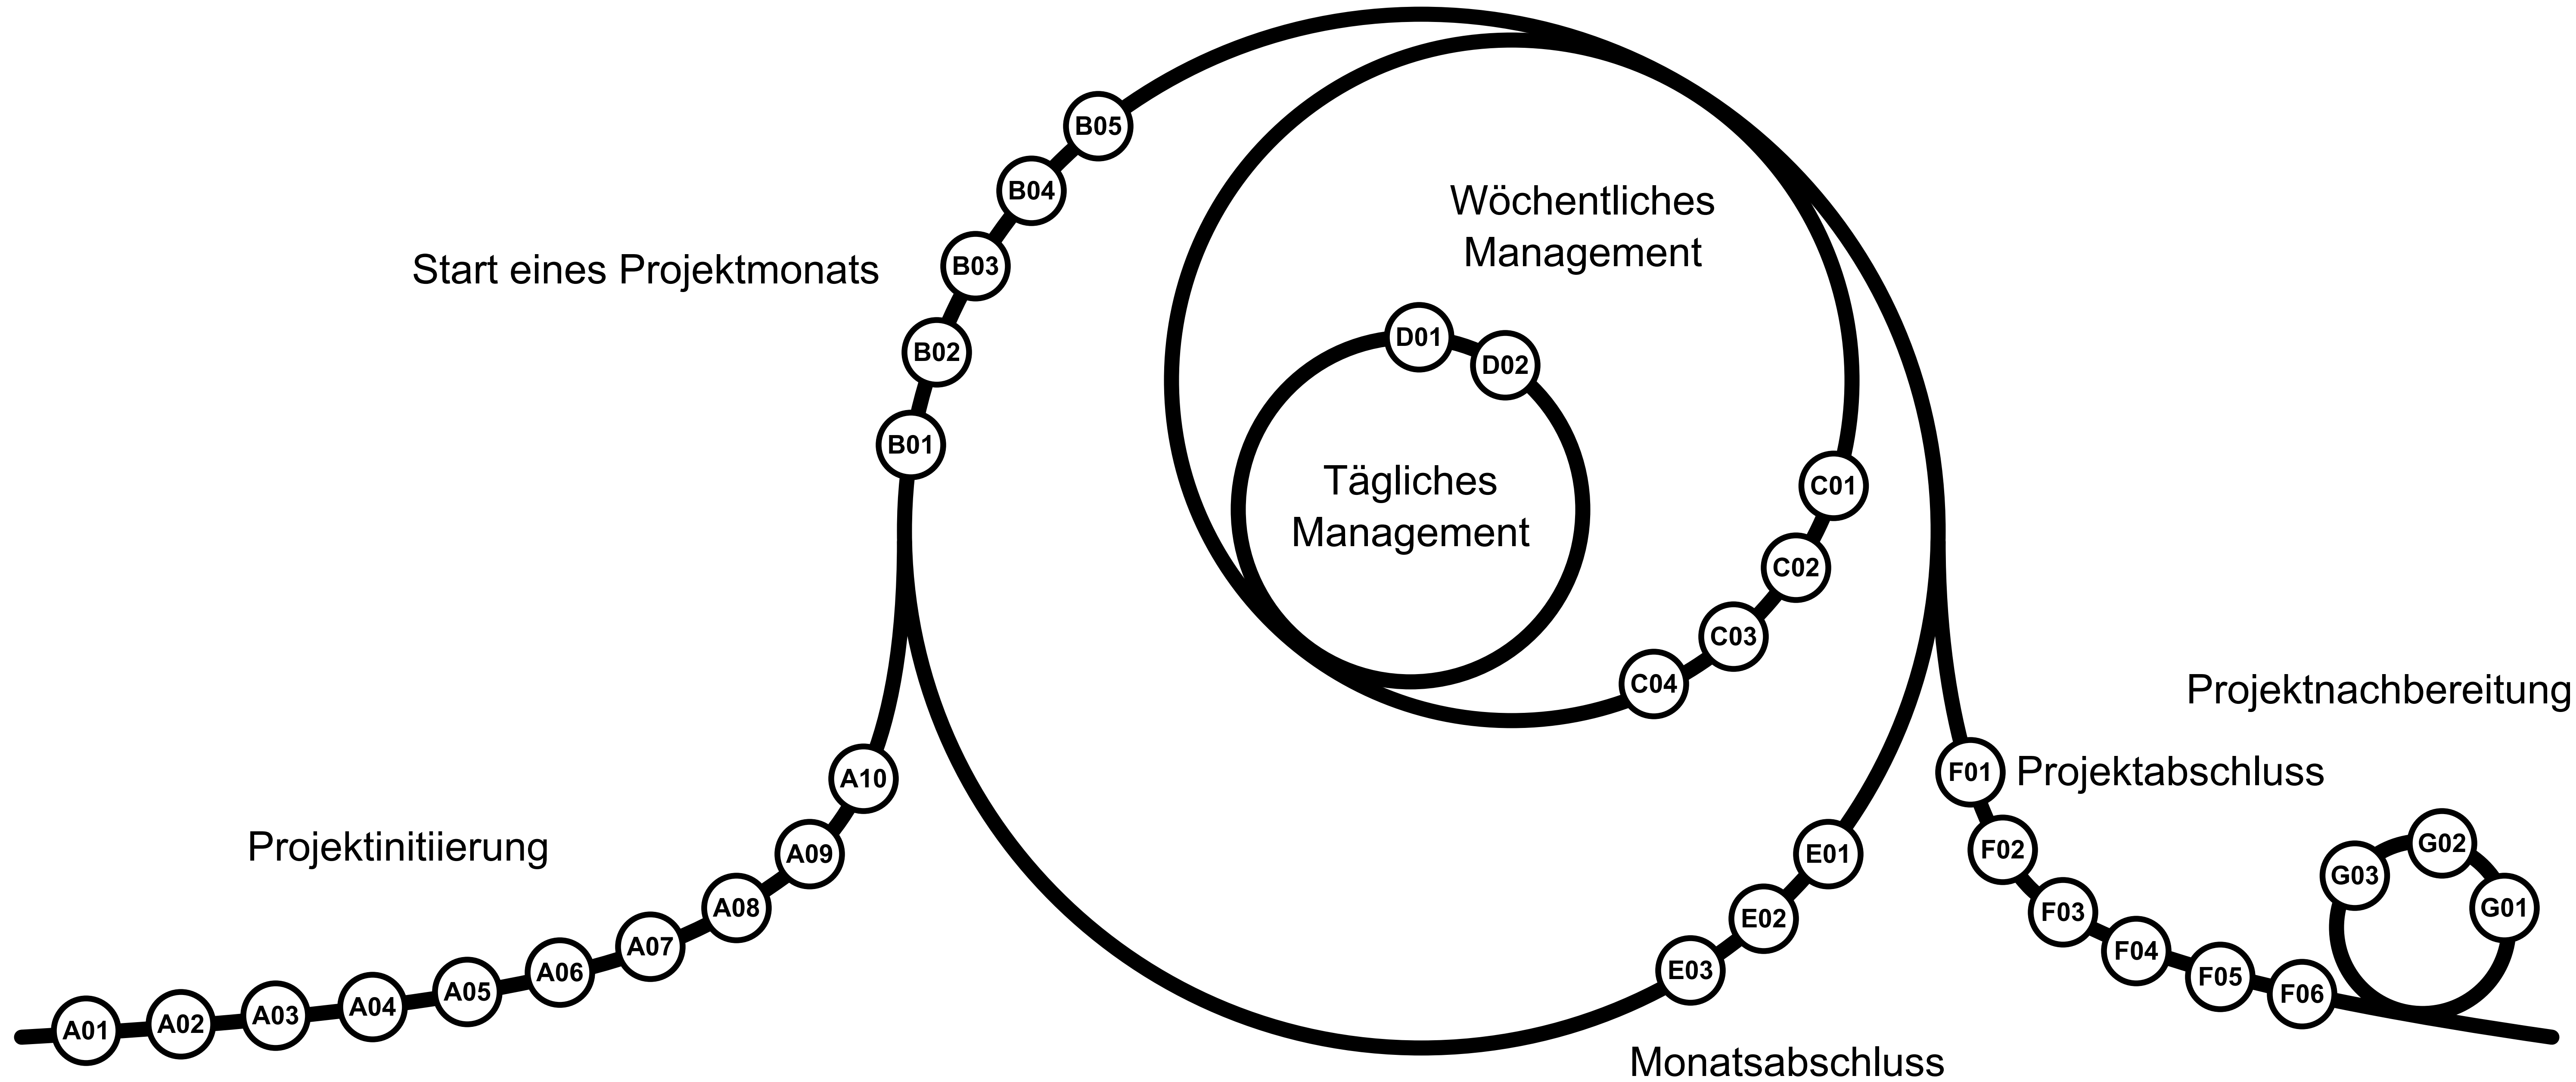 Start eines Projektmonats
B01
B02
B03
B04
B05
Wöchentliches
Management
C01
C02
C03
C04
Tägliches
Management
D01
D02
Projektinitiierung
A01
A02
A03
A04
A05
A06
A07
A08
A09
A10
Monatsabschluss
E01
E02
E03
Projektabschluss
F01
F02
F03
F04
F05
F06
Projektnachbereitung
G01
G02
G03